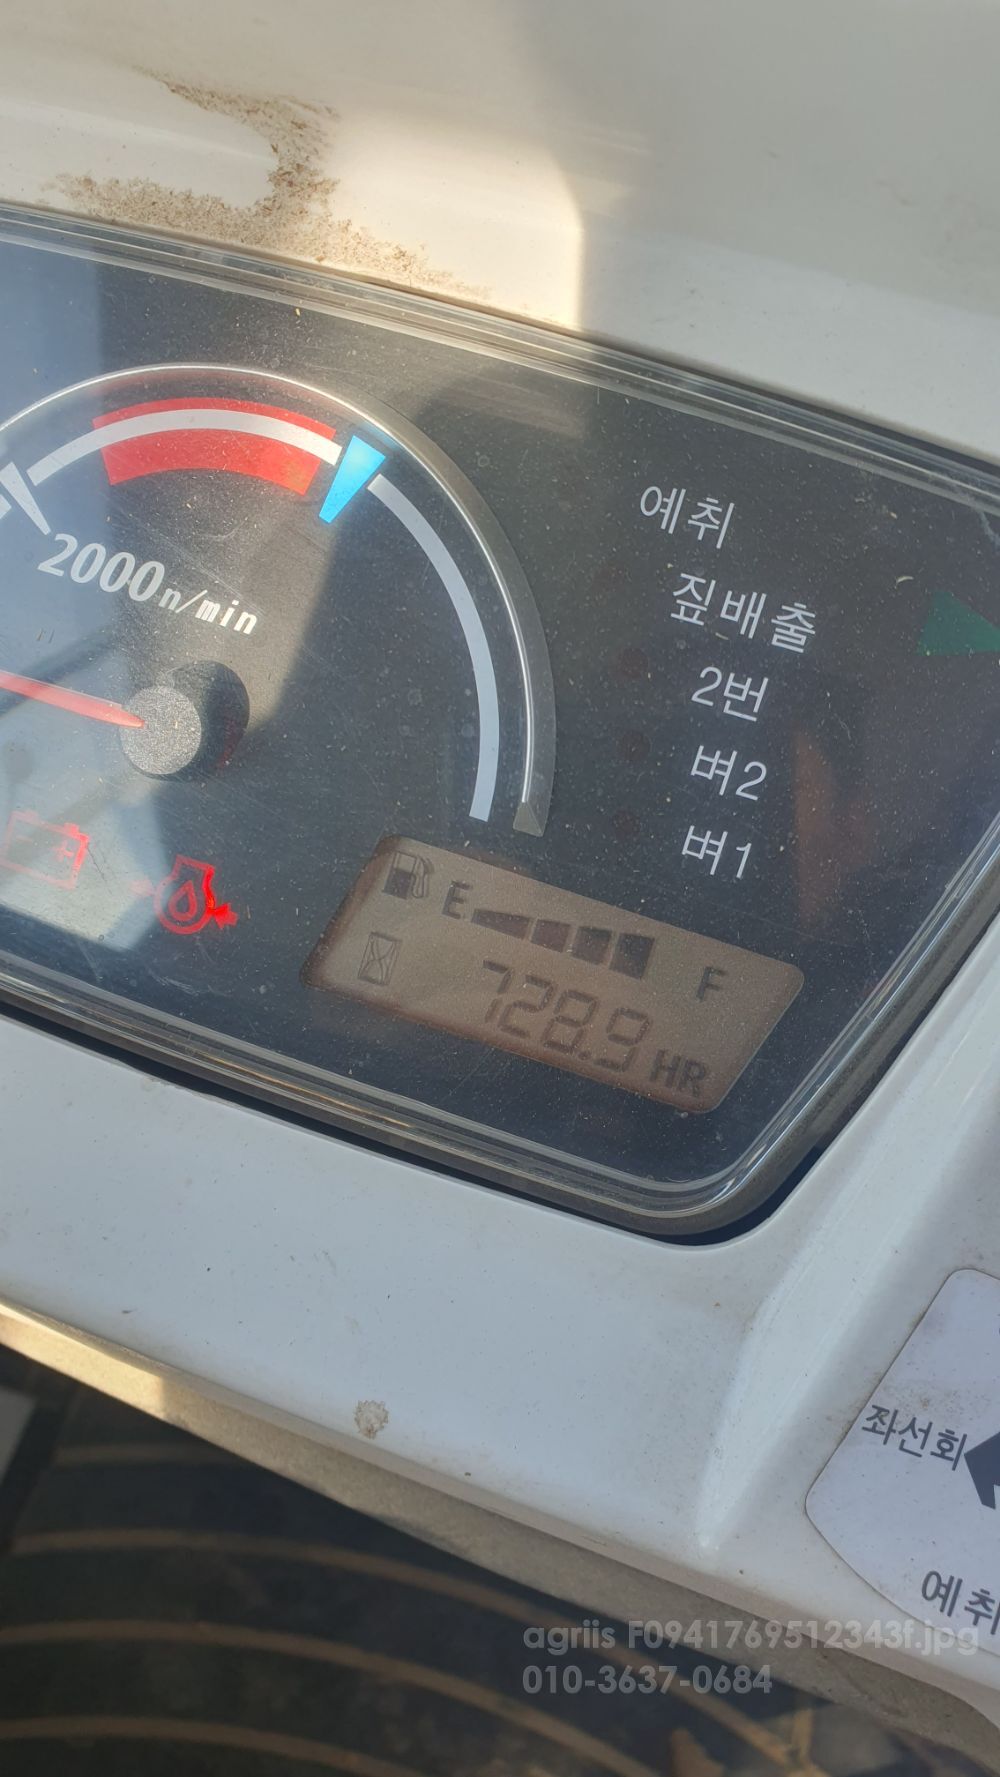 2000n/min
예취
짚배출
2번
벼2
벼1
E F
728.9 HR
좌선회
예취
agriis F0941769512343f.jpg
010-3637-0684